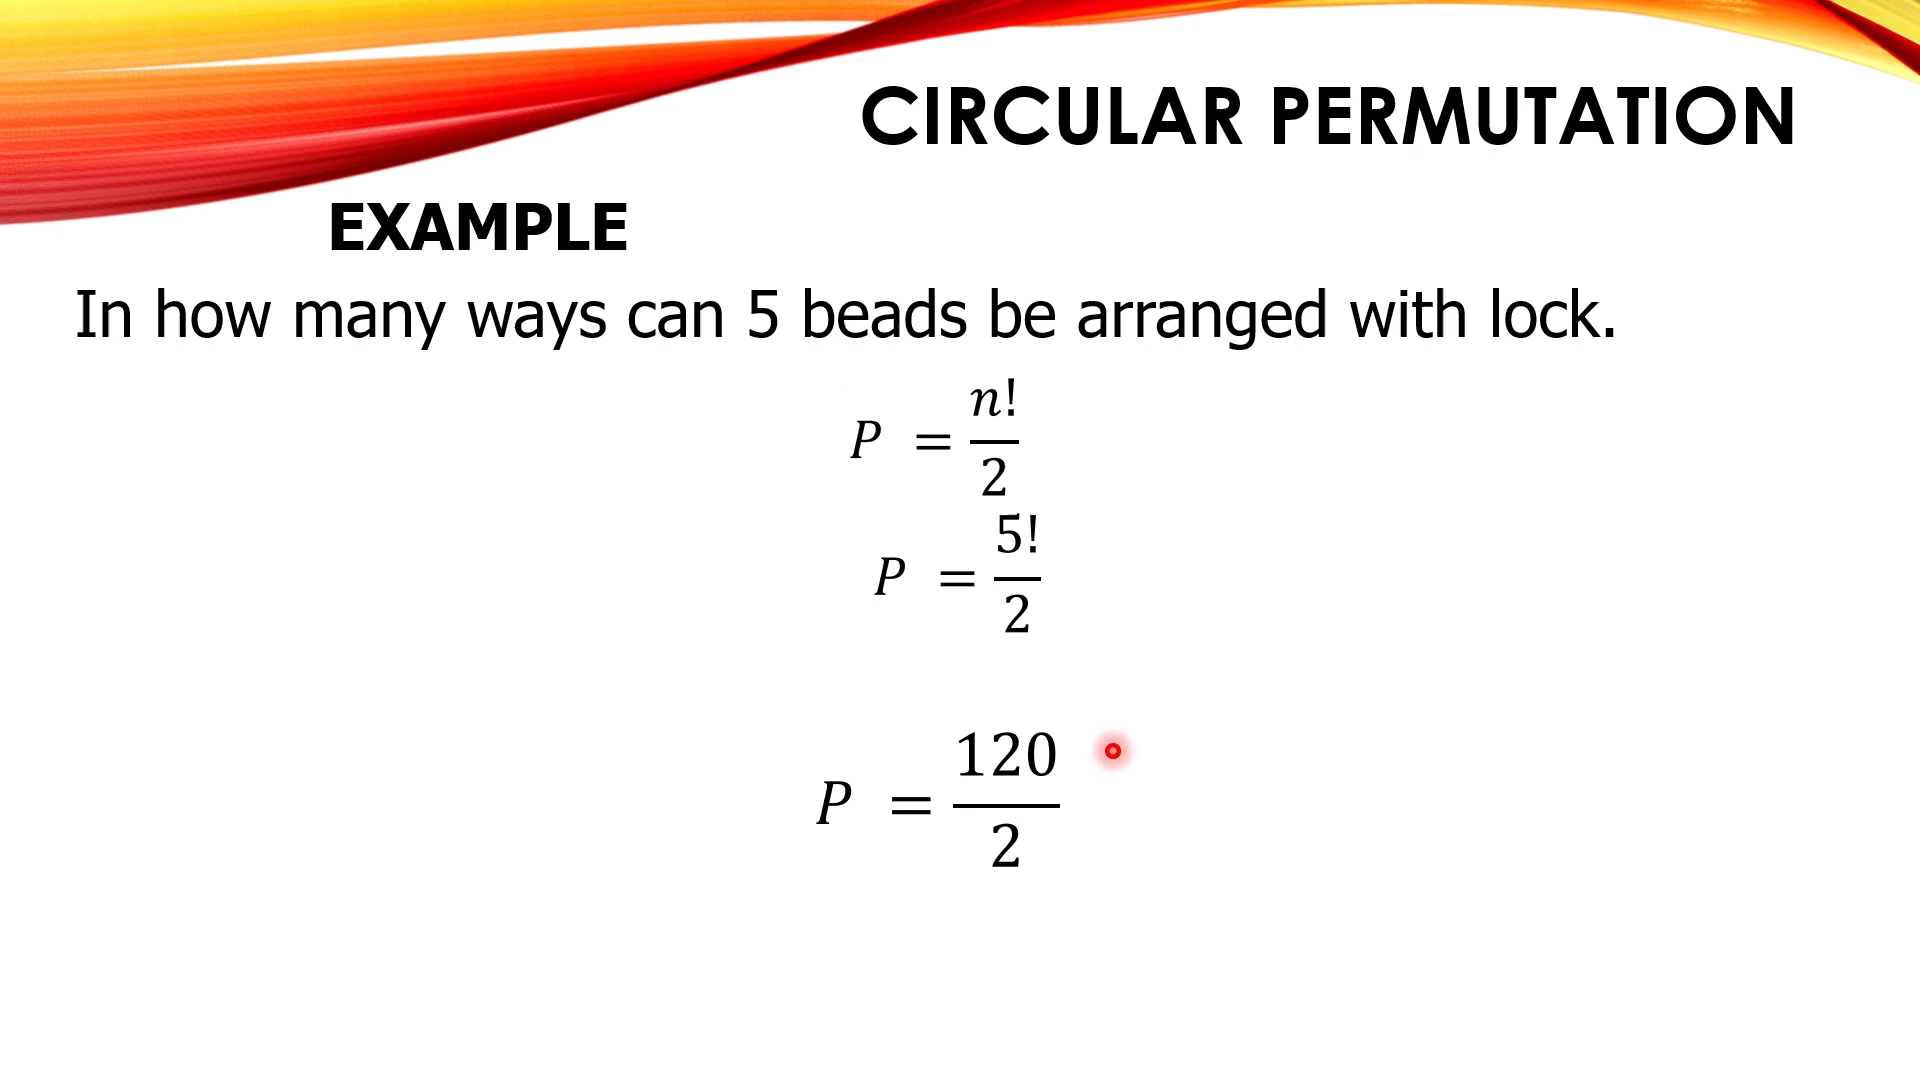 CIRCULAR PERMUTATION
EXAMPLE
In how many ways can 5 beads be arranged with lock.
P = n!/2
P = 5!/2
P = 120/2